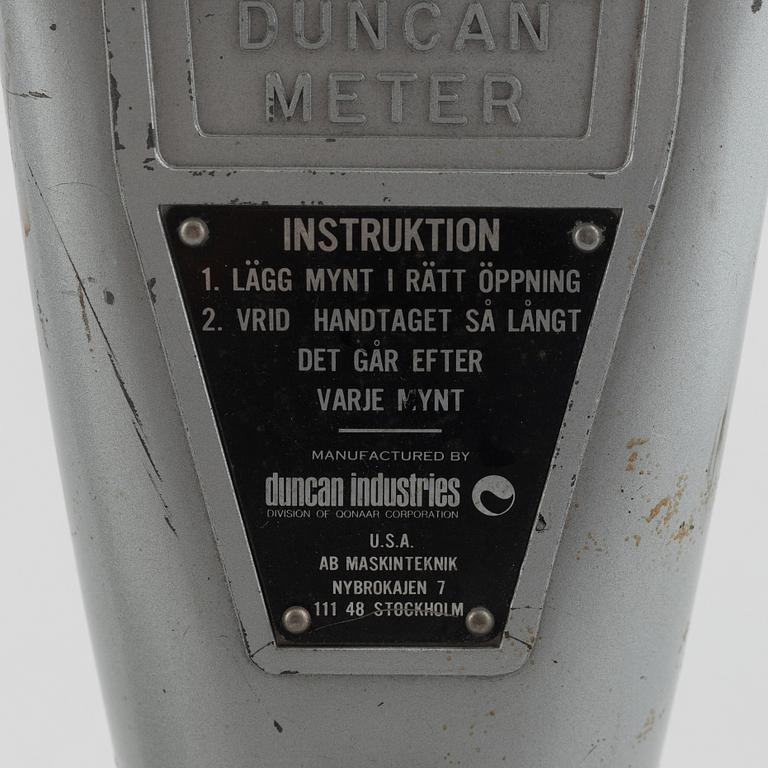 DUNCAN
METER
INSTRUKTION
1. LÄGG MYNT I RÄTT ÖPPNING
2. VRID HANDTAGET SÅ LÅNGT
DET GÅR EFTER
VARJE MYNT
MANUFACTURED BY
duncan industries
DIVISION OF QONAAR CORPORATION
U.S.A.
AB MASKINTEKNIK
NYBROKAJEN 7
111 48 STOCKHOLM